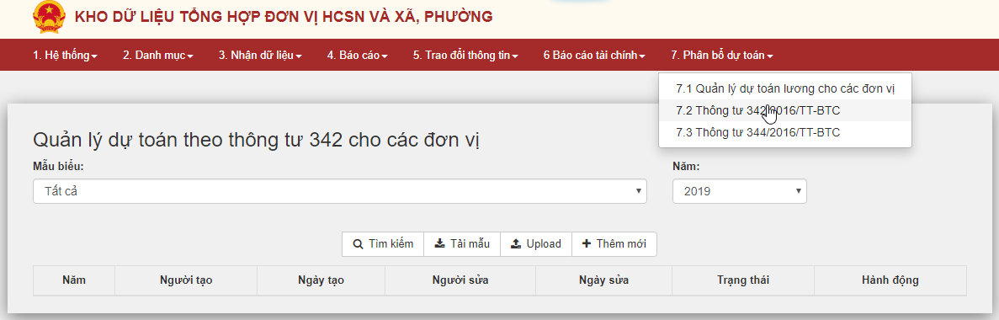 KHO DỮ LIỆU TỔNG HỢP ĐƠN VỊ HCSN VÀ XÃ, PHƯỜNG
1. Hệ thống 2. Danh mục 3. Nhận dữ liệu 4. Báo cáo 5. Trao đổi thông tin 6 Báo cáo tài chính 7. Phân bổ dự toán
7.1 Quản lý dự toán lương cho các đơn vị
7.2 Thông tư 342/2016/TT-BTC
7.3 Thông tư 344/2016/TT-BTC
Quản lý dự toán theo thông tư 342 cho các đơn vị
Mẫu biểu: Năm:
Tất cả 2019
Tìm kiếm Tải mẫu Upload Thêm mới
Năm Người tạo Ngày tạo Người sửa Ngày sửa Trạng thái Hành động